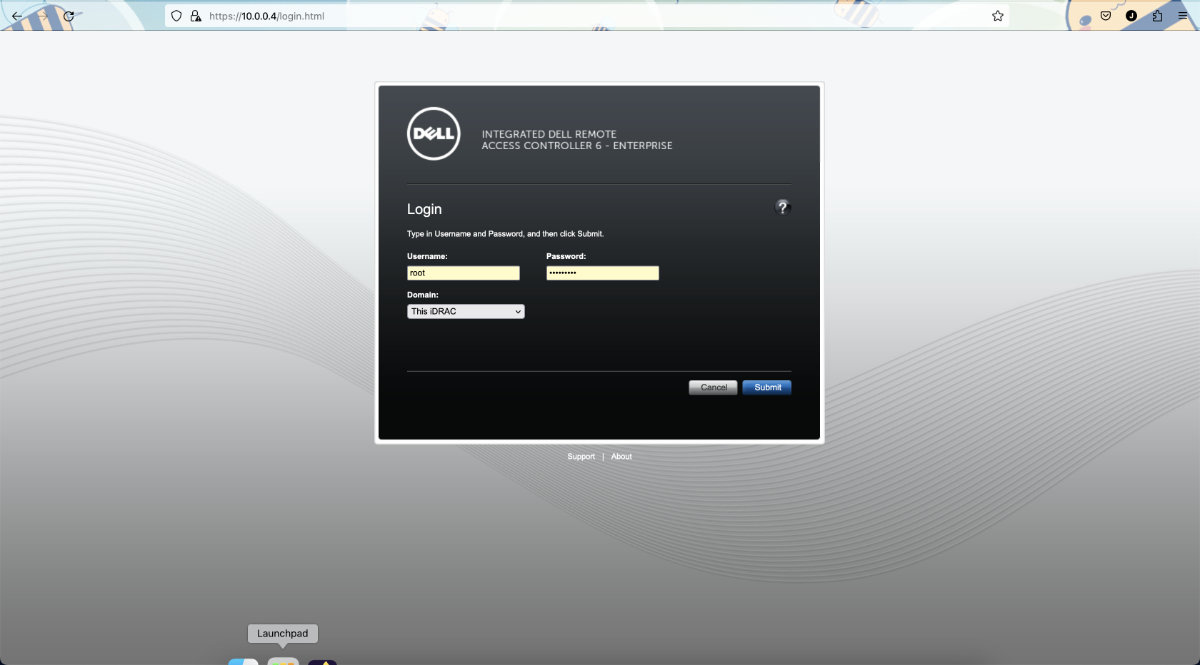 https://10.0.0.4/login.html
J
DELL
INTEGRATED DELL REMOTE
ACCESS CONTROLLER 6 - ENTERPRISE
Login
?
Type in Username and Password, and then click Submit.
Username:
Password:
root
•••••••••
Domain:
This iDRAC
Cancel
Submit
Support | About
Launchpad